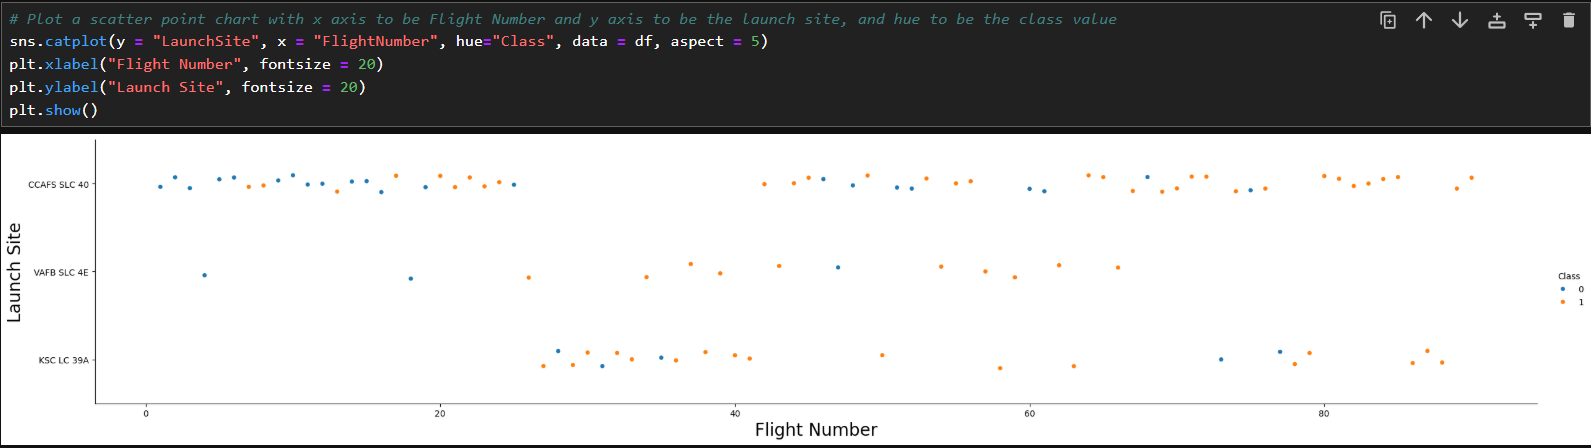 # Plot a scatter point chart with x axis to be Flight Number and y axis to be the launch site, and hue to be the class value
sns.catplot(y = "LaunchSite", x = "FlightNumber", hue="Class", data = df, aspect = 5)
plt.xlabel("Flight Number", fontsize = 20)
plt.ylabel("Launch Site", fontsize = 20)
plt.show()
Launch Site
CCAFS SLC 40
VAFB SLC 4E
KSC LC 39A
Class
0
1
0 20 40 60 80
Flight Number